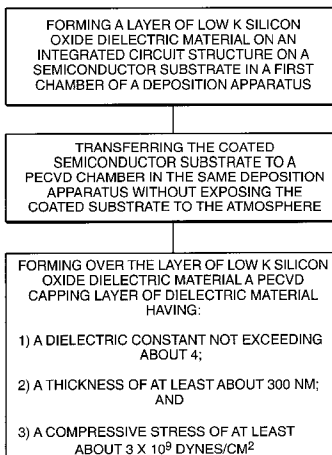 FORMING A LAYER OF LOW K SILICON
OXIDE DIELECTRIC MATERIAL ON AN
INTEGRATED CIRCUIT STRUCTURE ON A
SEMICONDUCTOR SUBSTRATE IN A FIRST
CHAMBER OF A DEPOSITION APPARATUS
TRANSFERRING THE COATED
SEMICONDUCTOR SUBSTRATE TO A
PECVD CHAMBER IN THE SAME DEPOSITION
APPARATUS WITHOUT EXPOSING THE
COATED SUBSTRATE TO THE ATMOSPHERE
FORMING OVER THE LAYER OF LOW K SILICON
OXIDE DIELECTRIC MATERIAL A PECVD
CAPPING LAYER OF DIELECTRIC MATERIAL
HAVING:
1) A DIELECTRIC CONSTANT NOT EXCEEDING
ABOUT 4;
2) A THICKNESS OF AT LEAST ABOUT 300 NM;
AND
3) A COMPRESSIVE STRESS OF AT LEAST
ABOUT 3 X 10⁹ DYNES/CM²